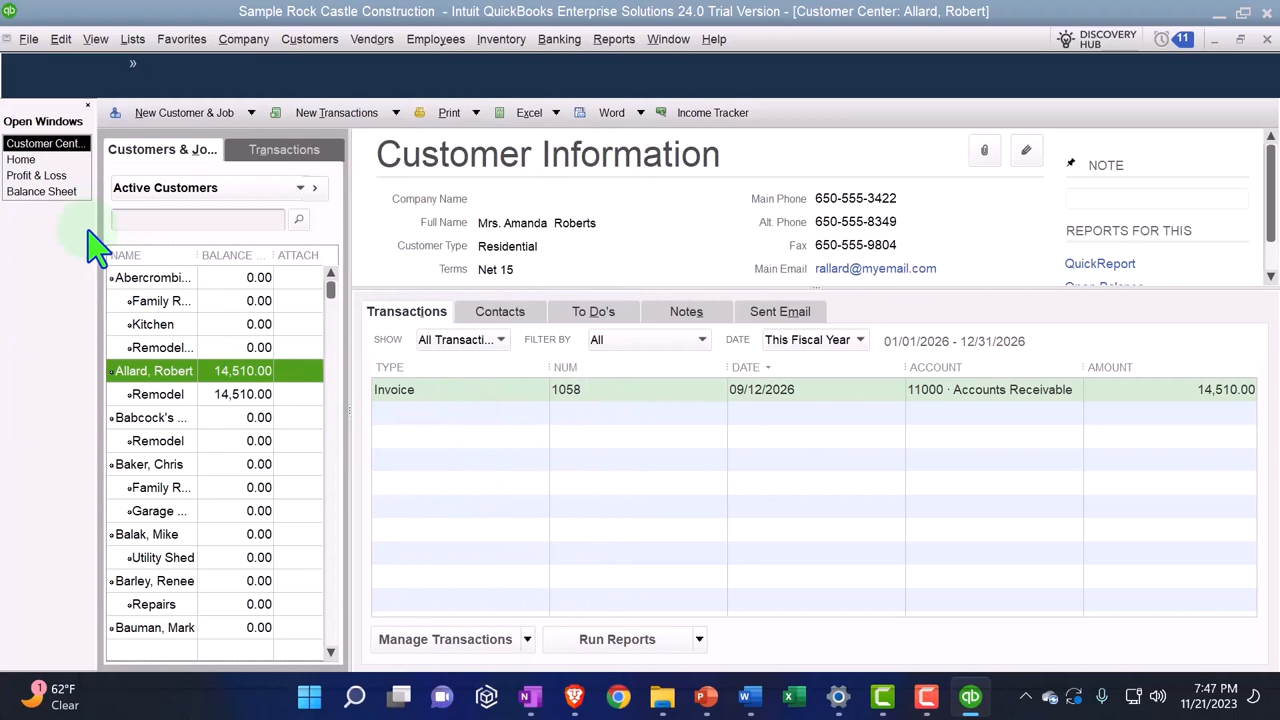 Sample Rock Castle Construction - Intuit QuickBooks Enterprise Solutions 24.0 Trial Version - [Customer Center: Allard, Robert]
File Edit View Lists Favorites Company Customers Vendors Employees Inventory Banking Reports Window Help DISCOVERY HUB 11
»
New Customer & Job New Transactions Print Excel Word Income Tracker
Open Windows
Customer Cent...
Home
Profit & Loss
Balance Sheet
Customers & Jo... Transactions
Active Customers
NAME BALANCE ... ATTACH
Abercrombi... 0.00
Family R... 0.00
Kitchen 0.00
Remodel... 0.00
Allard, Robert 14,510.00
Remodel 14,510.00
Babcock's ... 0.00
Remodel 0.00
Baker, Chris 0.00
Family R... 0.00
Garage ... 0.00
Balak, Mike 0.00
Utility Shed 0.00
Barley, Renee 0.00
Repairs 0.00
Bauman, Mark 0.00
Customer Information
Company Name
Full Name Mrs. Amanda Roberts
Customer Type Residential
Terms Net 15
Main Phone 650-555-3422
Alt. Phone 650-555-8349
Fax 650-555-9804
Main Email rallard@myemail.com
NOTE
REPORTS FOR THIS
QuickReport
Transactions Contacts To Do's Notes Sent Email
SHOW All Transacti... FILTER BY All DATE This Fiscal Year 01/01/2026 - 12/31/2026
TYPE NUM DATE ACCOUNT AMOUNT
Invoice 1058 09/12/2026 11000 · Accounts Receivable 14,510.00
Manage Transactions Run Reports
1 62°F
Clear
7:47 PM
11/21/2023